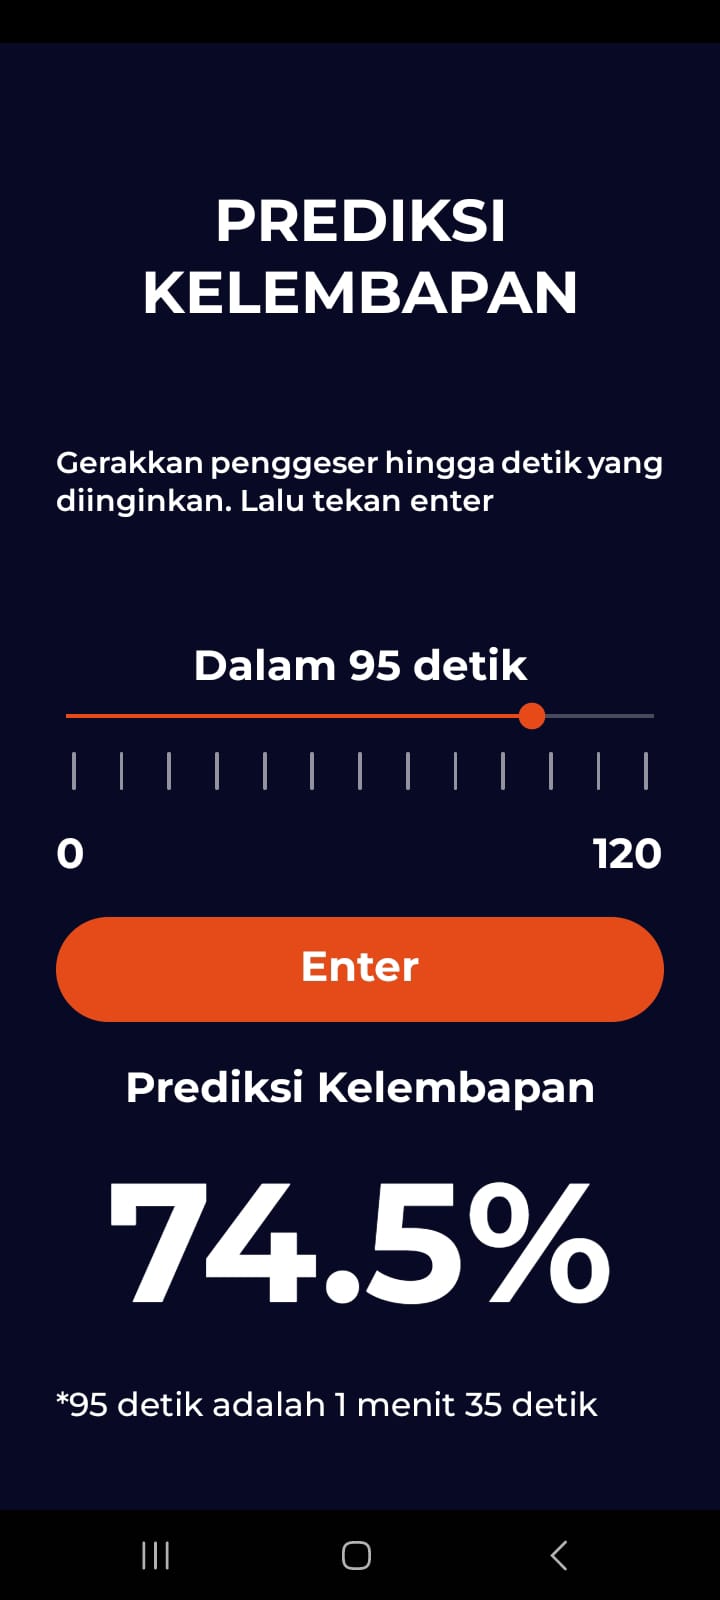 PREDIKSI
KELEMBAPAN
Gerakkan penggeser hingga detik yang
diinginkan. Lalu tekan enter
Dalam 95 detik
0 120
Enter
Prediksi Kelembapan
74.5%
*95 detik adalah 1 menit 35 detik